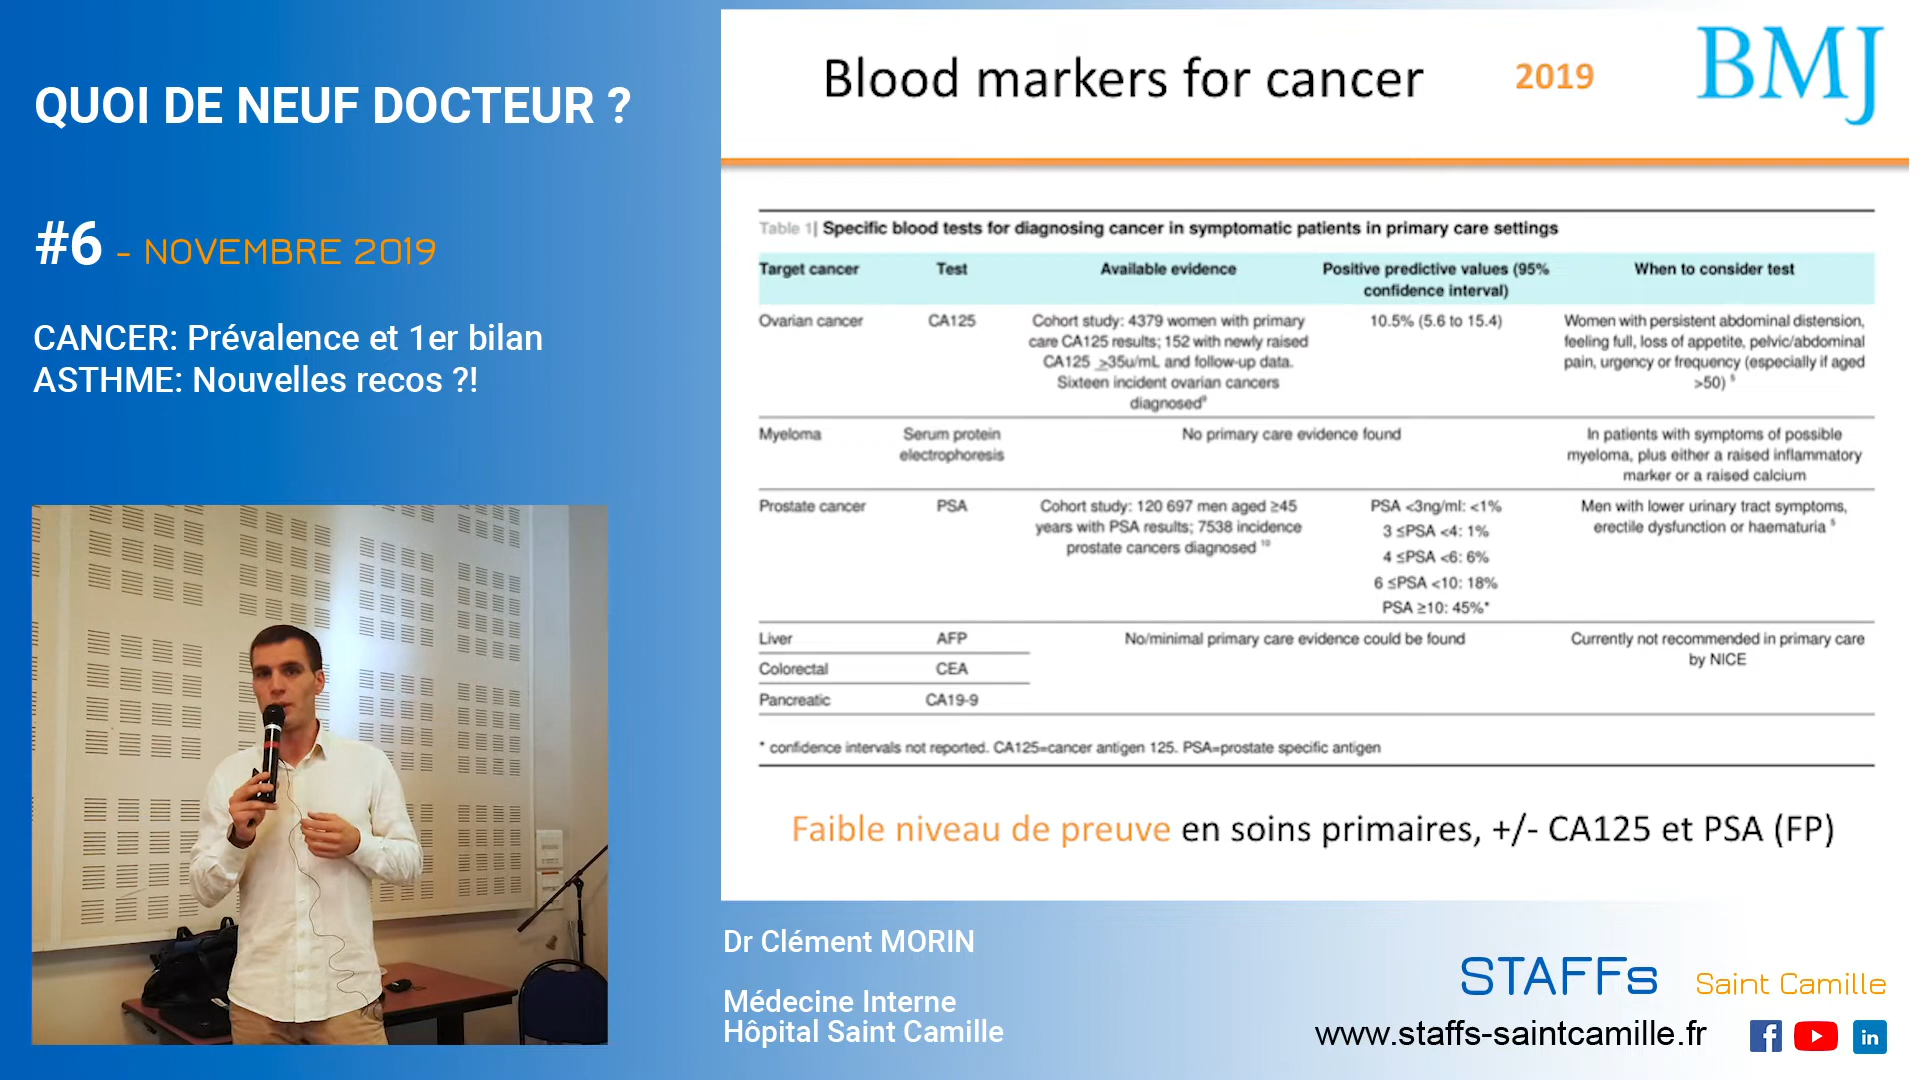 QUOI DE NEUF DOCTEUR ?
#6 - NOVEMBRE 2019
CANCER: Prévalence et 1er bilan
ASTHME: Nouvelles recos ?!
Blood markers for cancer
2019
BMJ
Table 1| Specific blood tests for diagnosing cancer in symptomatic patients in primary care settings
Target cancer Test Available evidence Positive predictive values (95% confidence interval) When to consider test
Ovarian cancer CA125 Cohort study: 4379 women with primary care CA125 results; 152 with newly raised CA125 ≥35u/mL and follow-up data. Sixteen incident ovarian cancers diagnosed⁹ 10.5% (5.6 to 15.4) Women with persistent abdominal distension, feeling full, loss of appetite, pelvic/abdominal pain, urgency or frequency (especially if aged >50) ⁵
Myeloma Serum protein electrophoresis No primary care evidence found In patients with symptoms of possible myeloma, plus either a raised inflammatory marker or a raised calcium
Prostate cancer PSA Cohort study: 120 697 men aged ≥45 years with PSA results; 7538 incidence prostate cancers diagnosed ¹⁰ PSA <3ng/ml: <1%
3 ≤PSA <4: 1%
4 ≤PSA <6: 6%
6 ≤PSA <10: 18%
PSA ≥10: 45%*
Men with lower urinary tract symptoms, erectile dysfunction or haematuria ⁵
Liver AFP No/minimal primary care evidence could be found Currently not recommended in primary care by NICE
Colorectal CEA
Pancreatic CA19-9
* confidence intervals not reported. CA125=cancer antigen 125. PSA=prostate specific antigen
Faible niveau de preuve en soins primaires, +/- CA125 et PSA (FP)
Dr Clément MORIN
Médecine Interne
Hôpital Saint Camille
STAFFs Saint Camille
www.staffs-saintcamille.fr